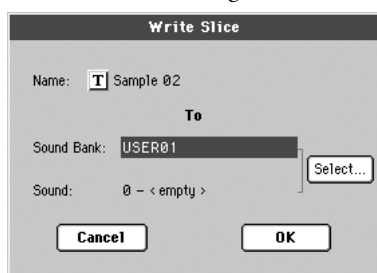 Write Slice
Name: T Sample 02
To
Sound Bank: USER01
Select...
Sound: 0 - < empty >
Cancel OK